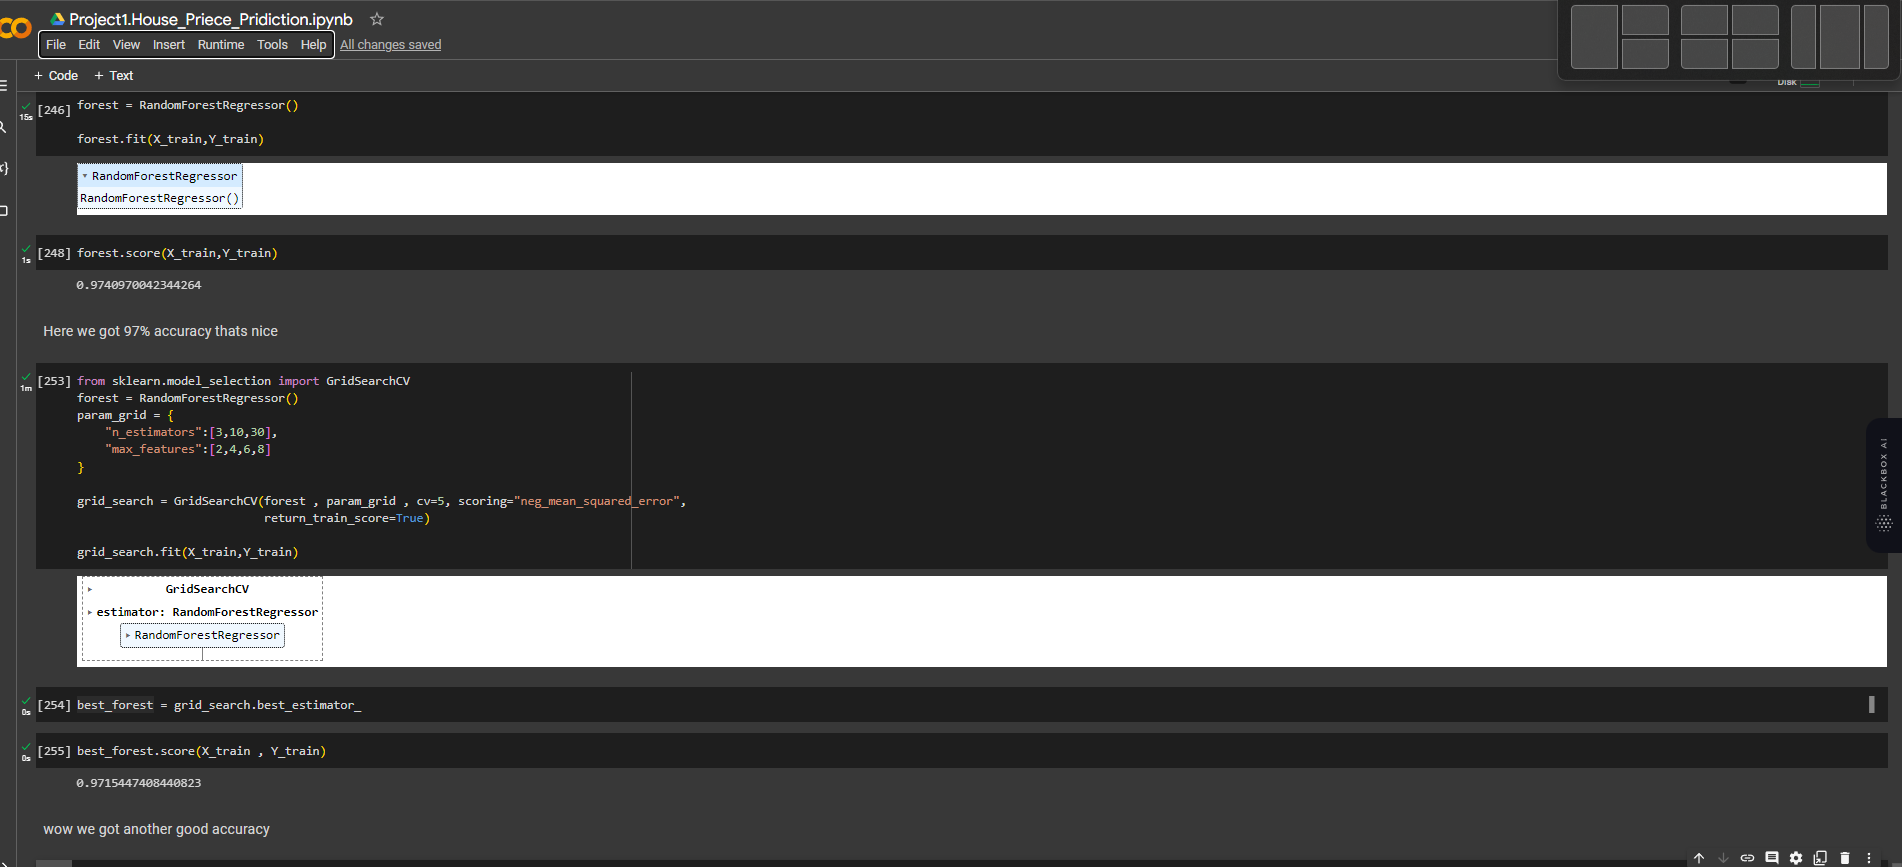 Project1.House_Priece_Pridiction.ipynb
File Edit View Insert Runtime Tools Help All changes saved
+ Code + Text
Disk
15s
[246] forest = RandomForestRegressor()
forest.fit(X_train,Y_train)
RandomForestRegressor
RandomForestRegressor()
1s
[248] forest.score(X_train,Y_train)
0.9740970042344264
Here we got 97% accuracy thats nice
1m
[253] from sklearn.model_selection import GridSearchCV
forest = RandomForestRegressor()
param_grid = {
"n_estimators":[3,10,30],
"max_features":[2,4,6,8]
}
grid_search = GridSearchCV(forest , param_grid , cv=5, scoring="neg_mean_squared_error",
return_train_score=True)
grid_search.fit(X_train,Y_train)
BLACKBOX AI
GridSearchCV
estimator: RandomForestRegressor
RandomForestRegressor
0s
[254] best_forest = grid_search.best_estimator_
0s
[255] best_forest.score(X_train , Y_train)
0.9715447408440823
wow we got another good accuracy